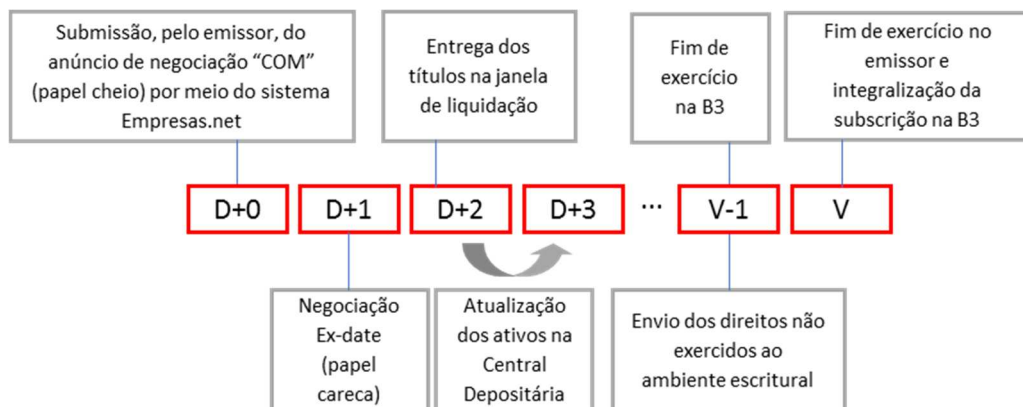 Submissão, pelo emissor, do
anúncio de negociação “COM”
(papel cheio) por meio do sistema
Empresas.net
Entrega dos
títulos na janela
de liquidação
Fim de
exercício
na B3
Fim de exercício no
emissor e
integralização da
subscrição na B3
D+0
D+1
D+2
D+3
...
V-1
V
Negociação
Ex-date
(papel
careca)
Atualização
dos ativos na
Central
Depositária
Envio dos direitos não
exercidos ao
ambiente escritural